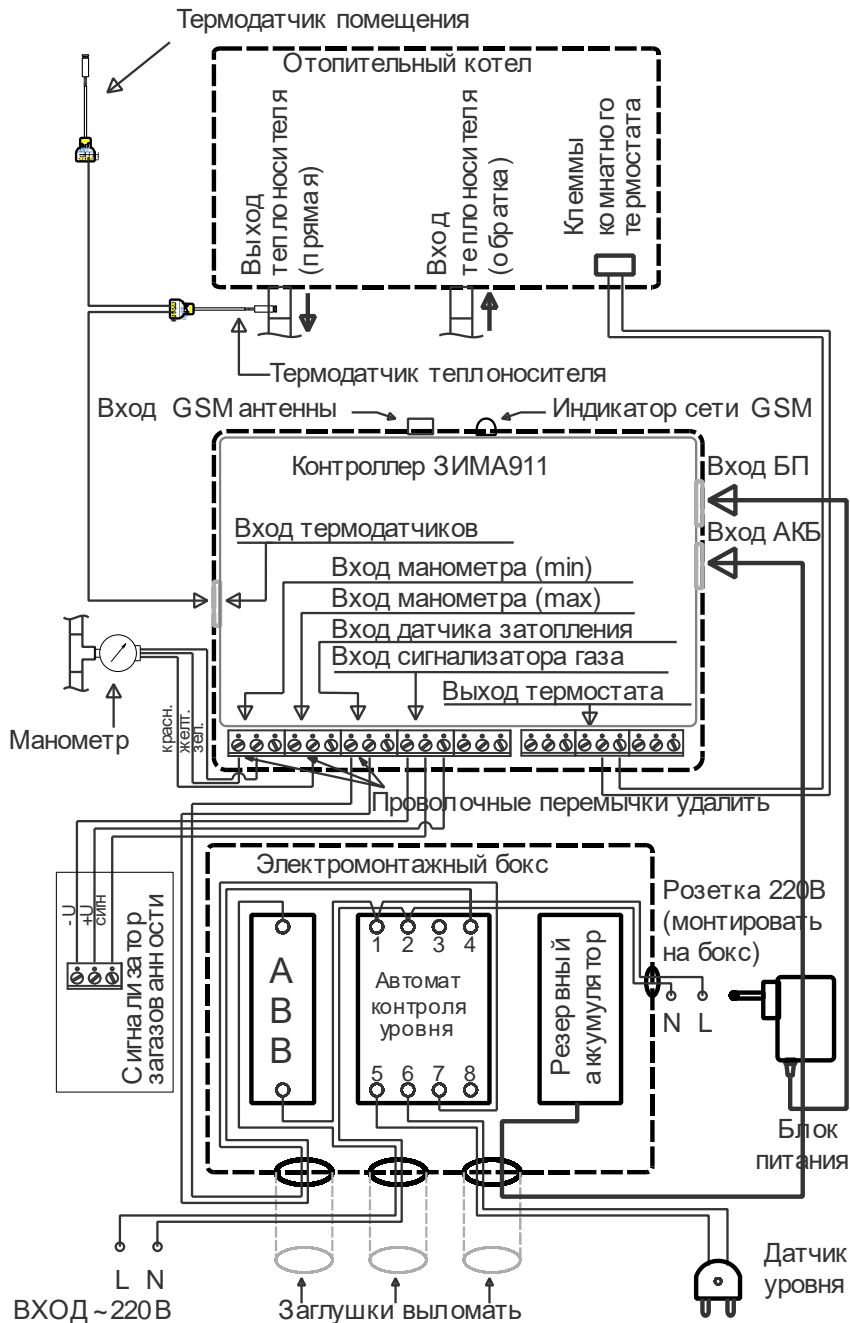 Термодатчик помещения
Отопительный котел
Выход
теплоносителя
(прямая)
Вход
теплоносителя
(обратка)
Клеммы
комнатного
термостата
Термодатчик теплоносителя
Вход GSM антенны
Индикатор сети GSM
Контроллер ЗИМА911
Вход БП
Вход АКБ
Вход термодатчиков
Вход манометра (min)
Вход манометра (max)
Вход датчика затопления
Вход сигнализатора газа
Выход термостата
Манометр
красн.
желт.
зел.
Проволочные перемычки удалить
Электромонтажный бокс
Розетка 220В
(монтировать
на бокс)
- U
+U
сигн
Сигнализатор
загазованности
А
В
В
1 2 3 4
Автомат
контроля
уровня
5 6 7 8
Резервный
аккумулятор
N L
Блок
питания
L N
ВХОД ~220В
Заглушки выломать
Датчик
уровня